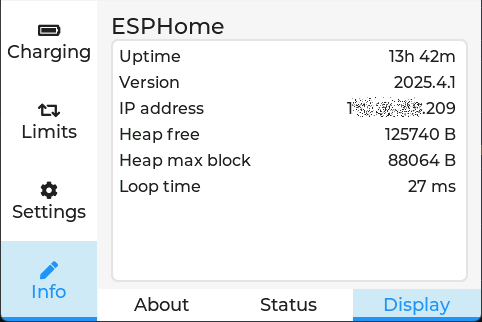 ESPHome
Charging
Limits
Settings
Info
Uptime 13h 42m
Version 2025.4.1
IP address 1 .209
Heap free 125740 B
Heap max block 88064 B
Loop time 27 ms
About Status Display